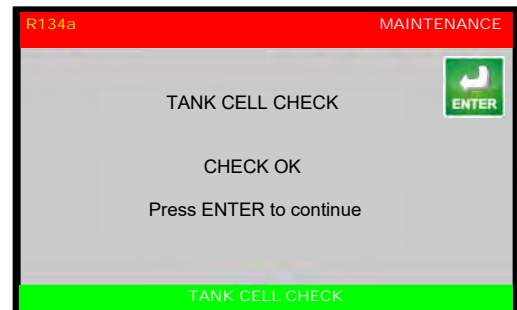 R134a MAINTENANCE
ENTER
TANK CELL CHECK
CHECK OK
Press ENTER to continue
TANK CELL CHECK